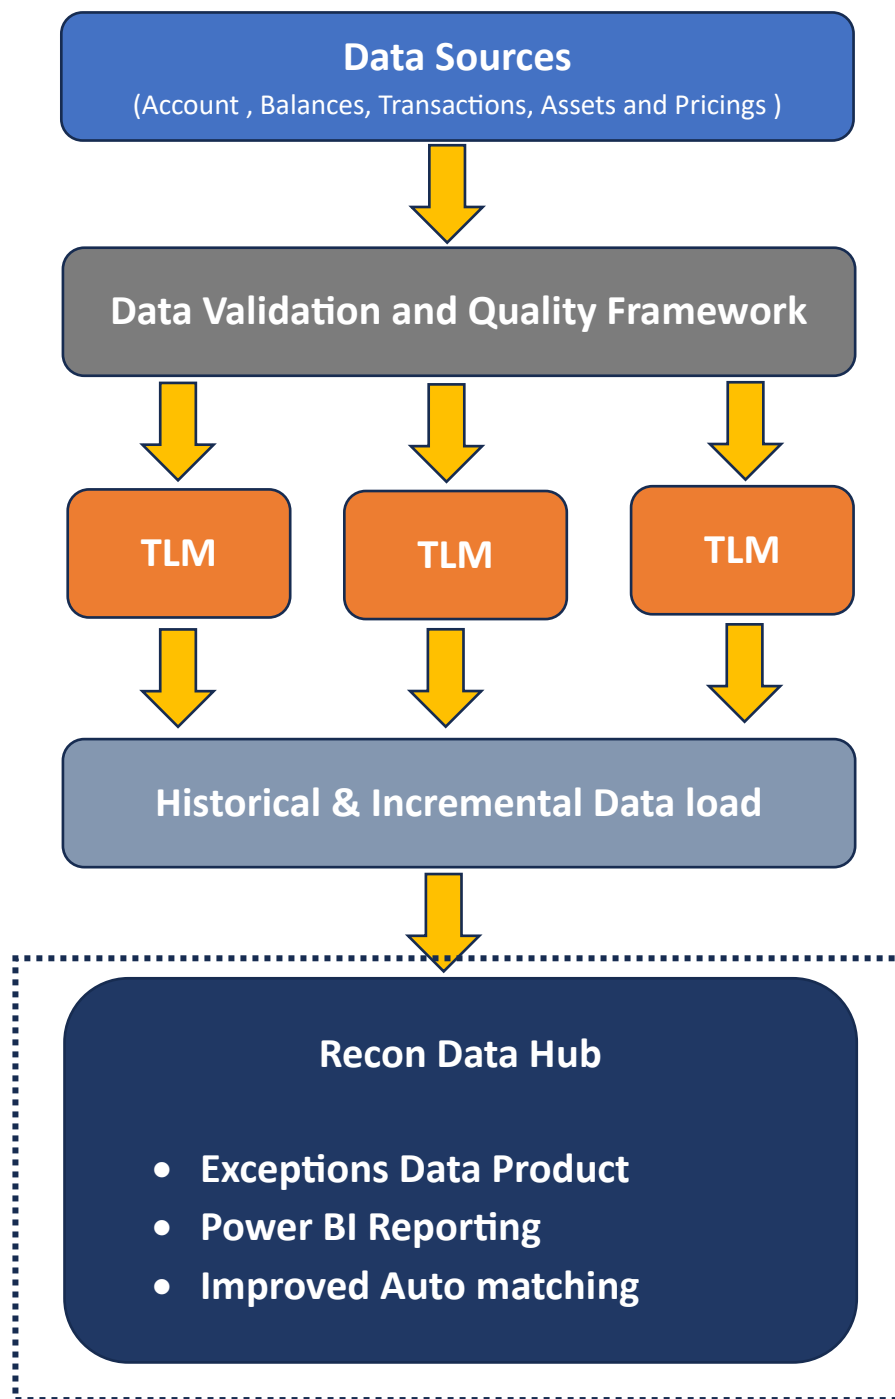 Data Sources
(Account , Balances, Transactions, Assets and Pricings )
Data Validation and Quality Framework
TLM
TLM
TLM
Historical & Incremental Data load
Recon Data Hub
• Exceptions Data Product
• Power BI Reporting
• Improved Auto matching